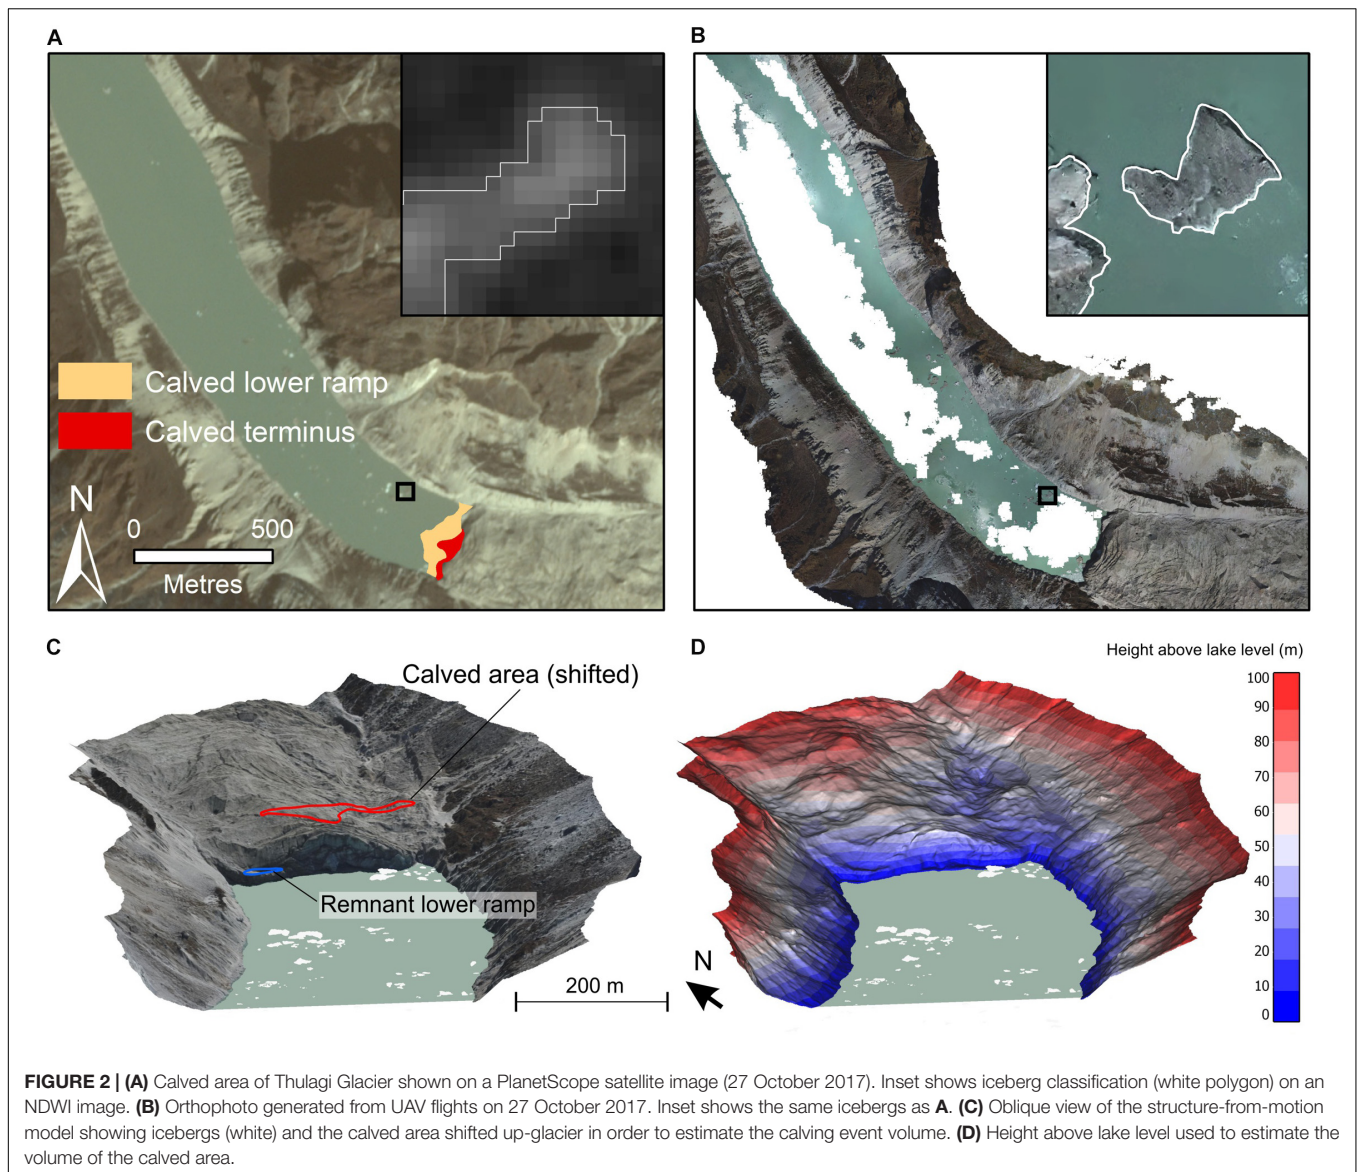 A
B
Calved lower ramp
Calved terminus
N
0 500
Metres
C
Calved area (shifted)
Remnant lower ramp
200 m
N
D
Height above lake level (m)
100
90
80
70
60
50
40
30
20
10
0
FIGURE 2 | (A) Calved area of Thulagi Glacier shown on a PlanetScope satellite image (27 October 2017). Inset shows iceberg classification (white polygon) on an
NDWI image. (B) Orthophoto generated from UAV flights on 27 October 2017. Inset shows the same icebergs as A. (C) Oblique view of the structure-from-motion
model showing icebergs (white) and the calved area shifted up-glacier in order to estimate the calving event volume. (D) Height above lake level used to estimate the
volume of the calved area.